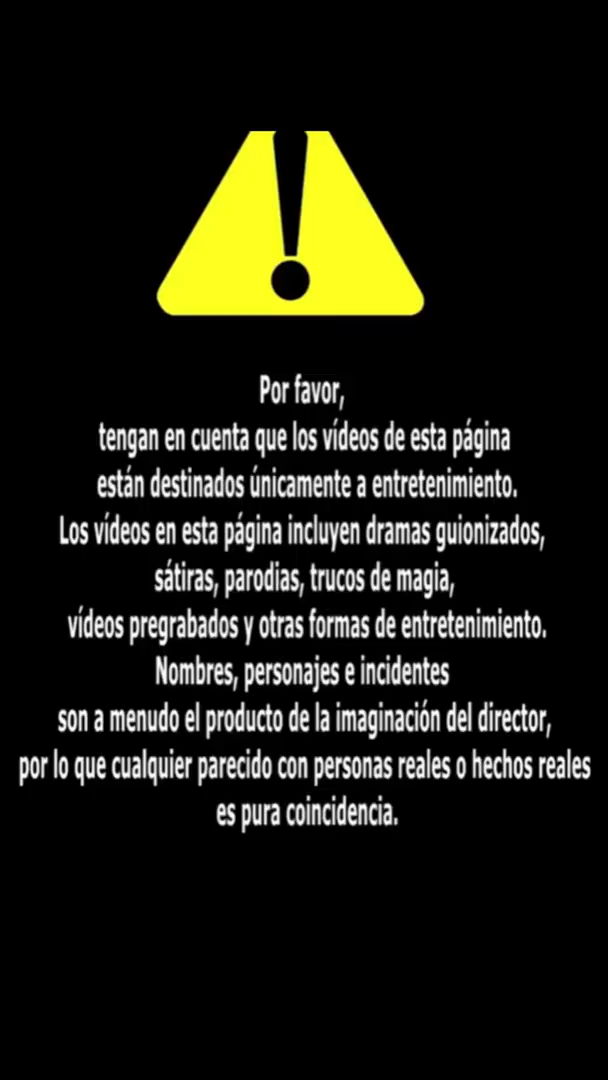 Por favor,
tengan en cuenta que los vídeos de esta página
están destinados únicamente a entretenimiento.
Los vídeos en esta página incluyen dramas guionizados,
sátiras, parodias, trucos de magia,
vídeos pregrabados y otras formas de entretenimiento.
Nombres, personajes e incidentes
son a menudo el producto de la imaginación del director,
por lo que cualquier parecido con personas reales o hechos reales
es pura coincidencia.